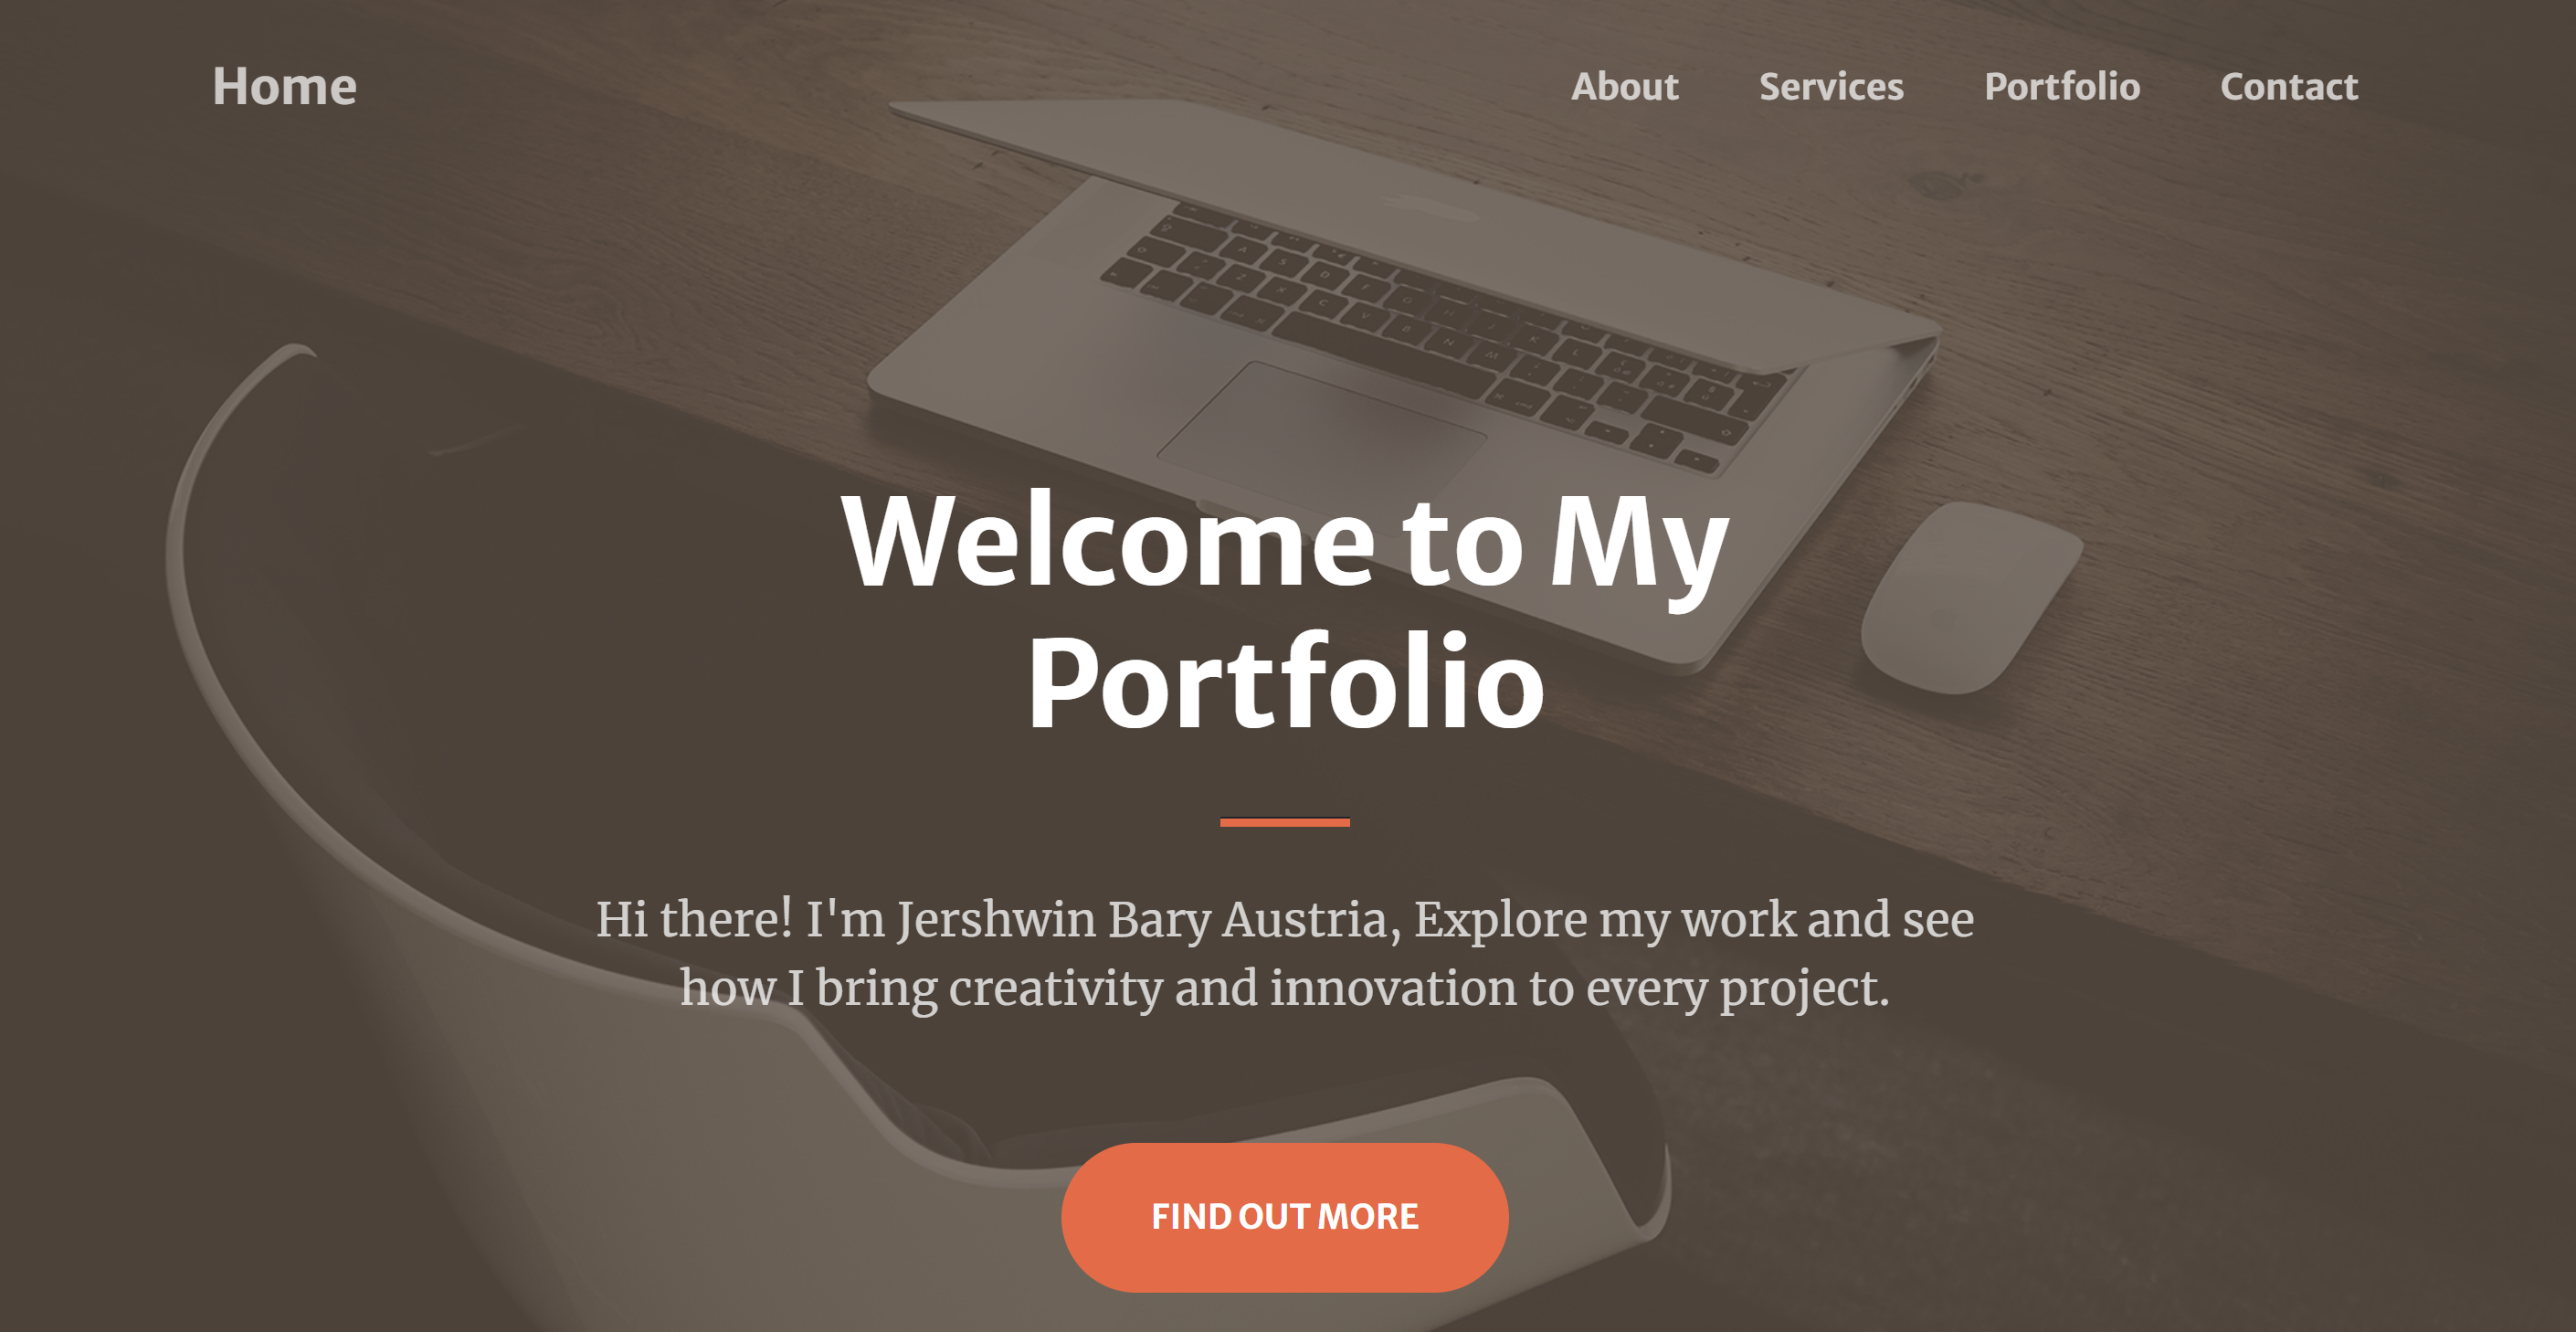 Home
About Services Portfolio Contact
Welcome to My
Portfolio
Hi there! I'm Jershwin Bary Austria, Explore my work and see
how I bring creativity and innovation to every project.
FIND OUT MORE